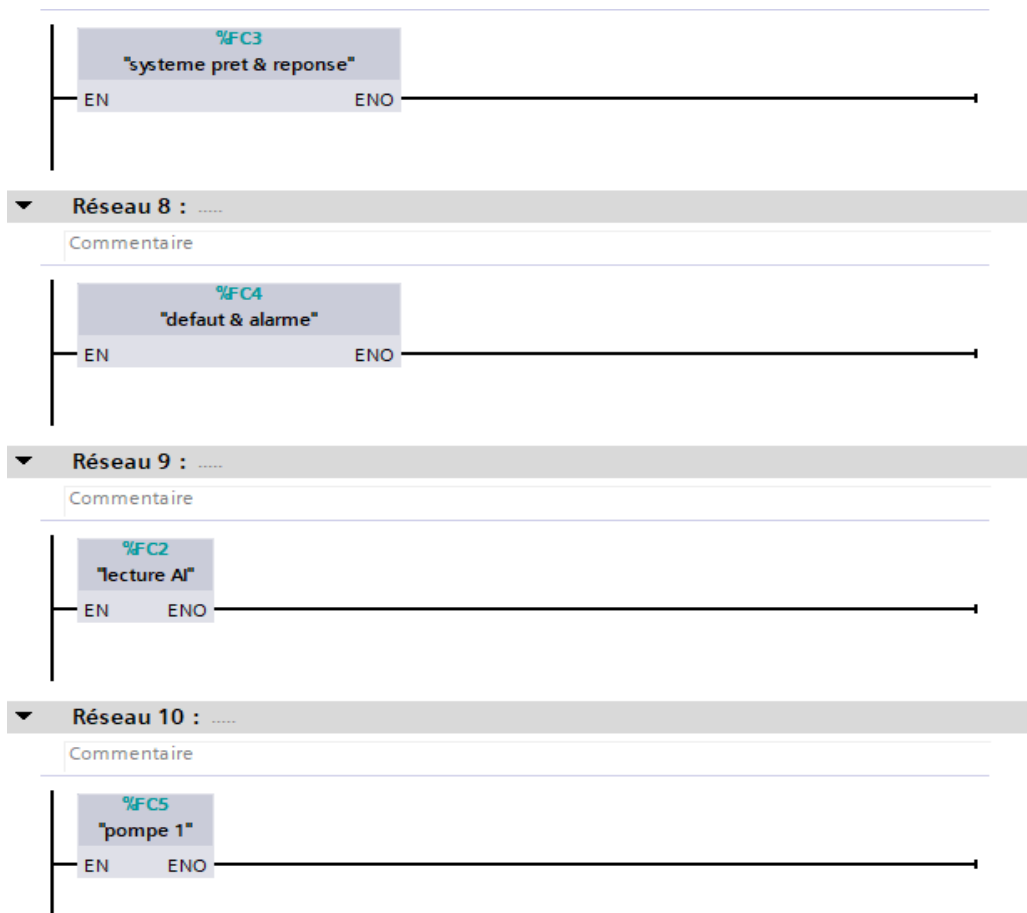 %FC3
"systeme pret & reponse"
EN ENO
Réseau 8 : .....
Commentaire
%FC4
"defaut & alarme"
EN ENO
Réseau 9 : .....
Commentaire
%FC2
"lecture AI"
EN ENO
Réseau 10 : .....
Commentaire
%FC5
"pompe 1"
EN ENO